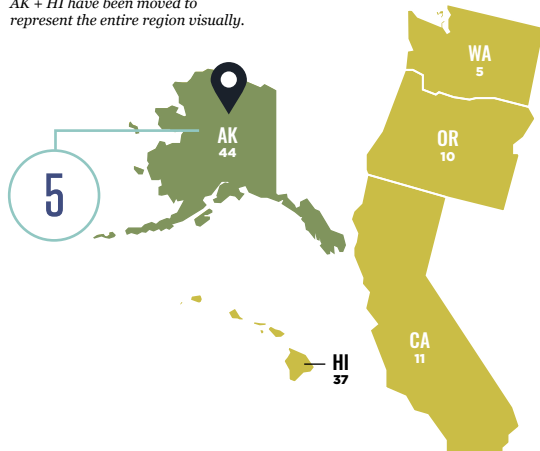 AK + HI have been moved to
represent the entire region visually.
WA
5
AK
44
OR
10
5
HI
37
CA
11